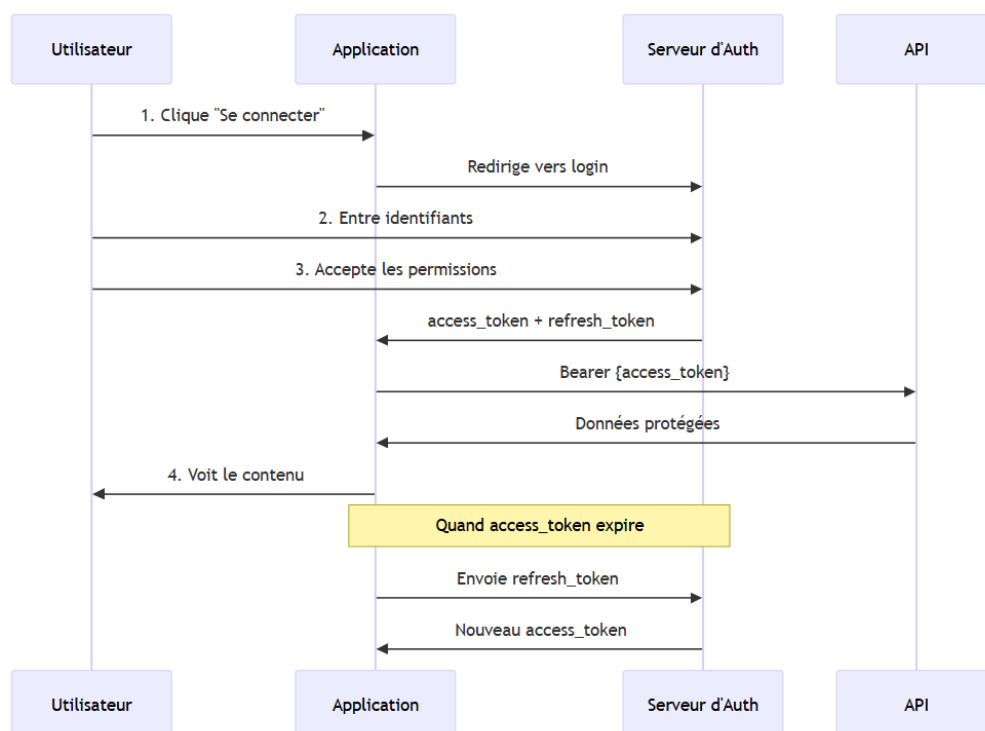 Utilisateur
Application
Serveur d'Auth
API
1. Clique "Se connecter"
Redirige vers login
2. Entre identifiants
3. Accepte les permissions
access_token + refresh_token
Bearer {access_token}
Données protégées
4. Voit le contenu
Quand access_token expire
Envoie refresh_token
Nouveau access_token
Utilisateur
Application
Serveur d'Auth
API